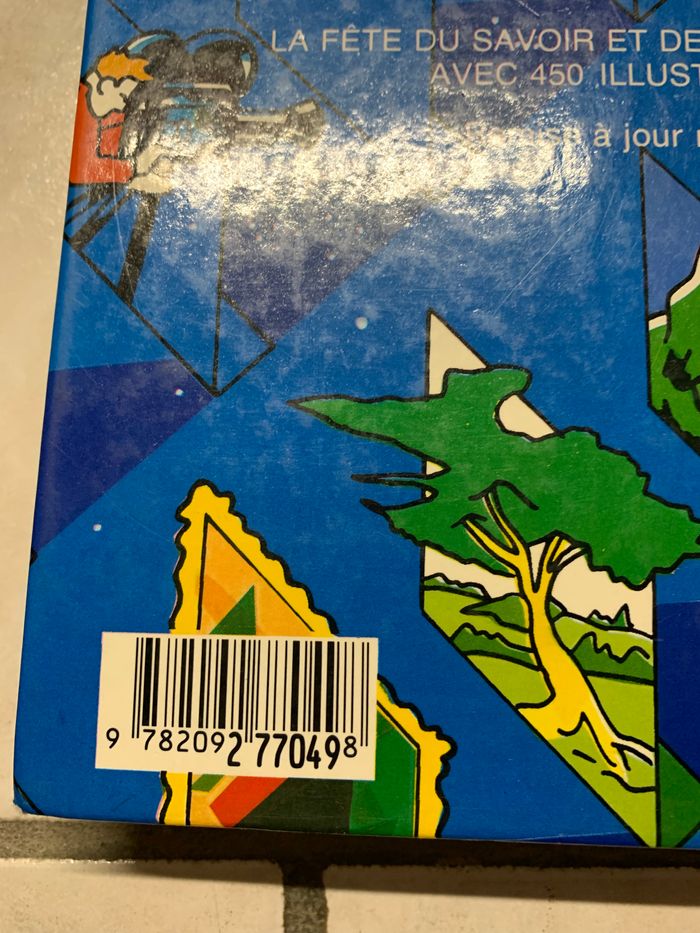 LA FÊTE DU SAVOIR ET DE
AVEC 450 ILLUST
à jour
9 782092 770498